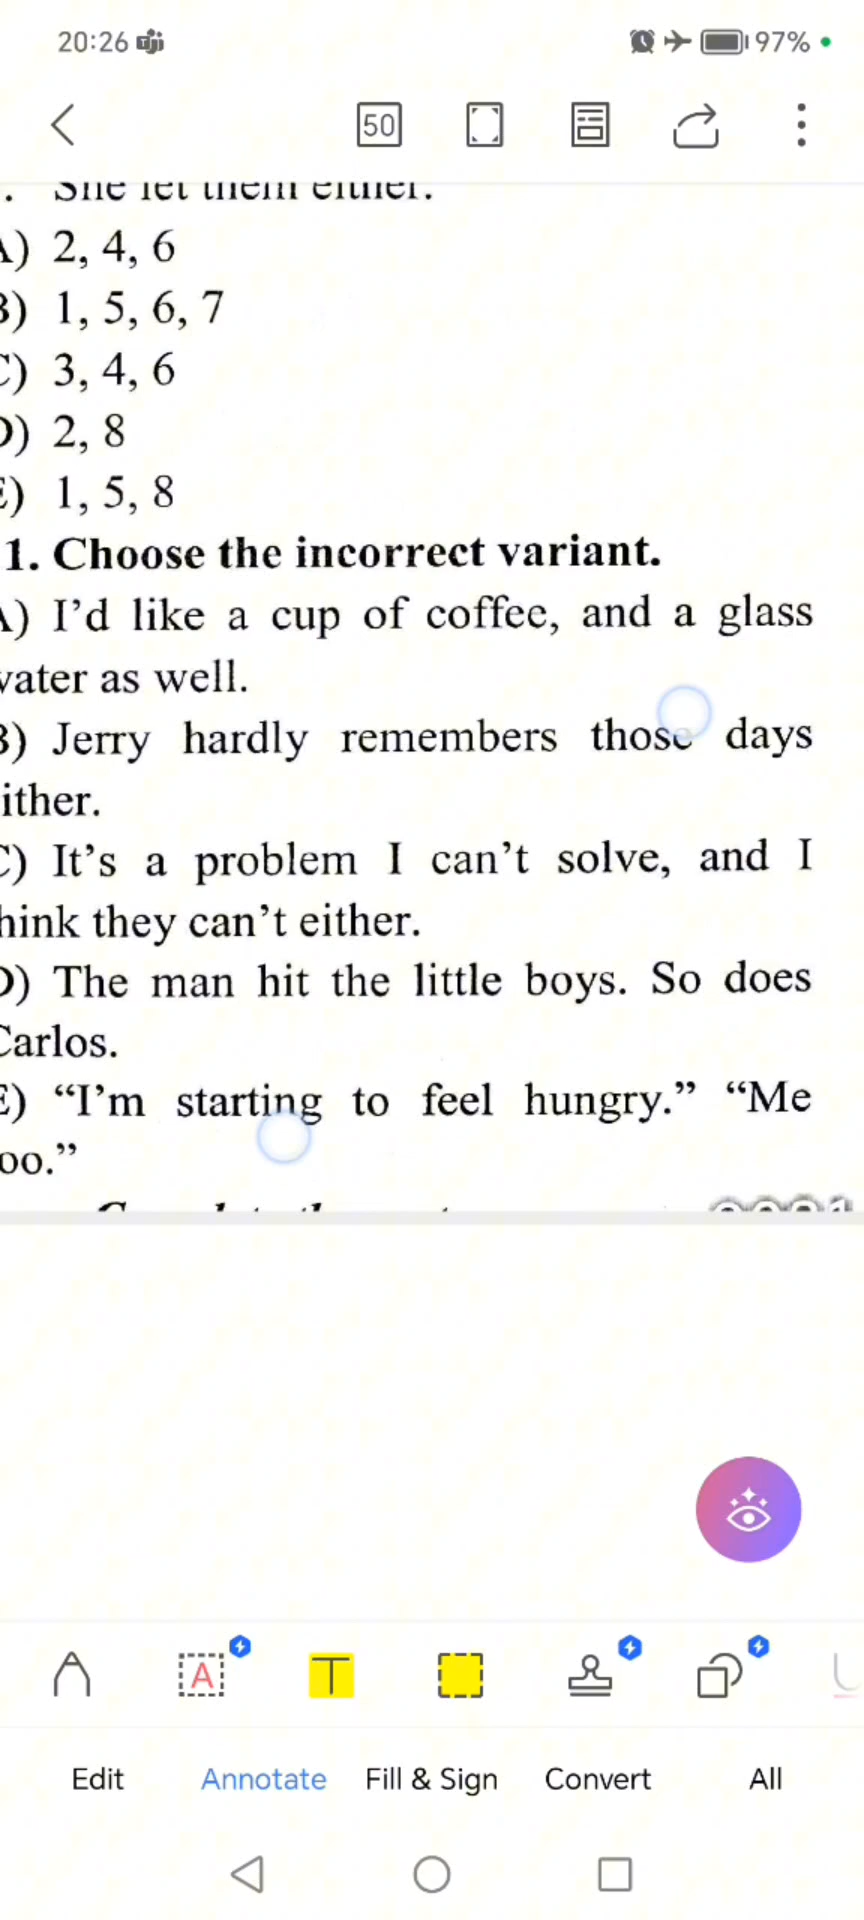 20:26
97%
50
. She let them either.
A) 2, 4, 6
B) 1, 5, 6, 7
C) 3, 4, 6
D) 2, 8
E) 1, 5, 8
1. Choose the incorrect variant.
A) I'd like a cup of coffee, and a glass
water as well.
B) Jerry hardly remembers those days
ither.
C) It's a problem I can't solve, and I
hink they can't either.
D) The man hit the little boys. So does
Carlos.
E) “I'm starting to feel hungry.” “Me
oo.”
A
T
Edit Annotate Fill & Sign Convert All